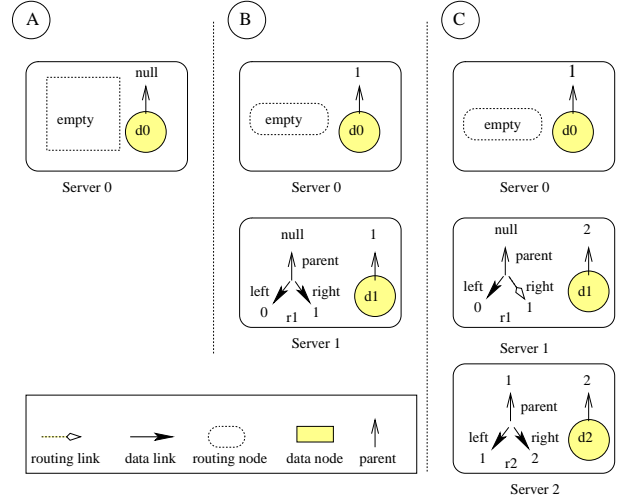 A
null
empty
d0
Server 0
B
1
empty
d0
Server 0
null
1
parent
left
right
0
r1
1
d1
Server 1
C
1
empty
d0
Server 0
null
2
parent
left
right
0
r1
1
d1
Server 1
1
2
parent
left
right
1
r2
2
d2
Server 2
routing link
data link
routing node
data node
parent